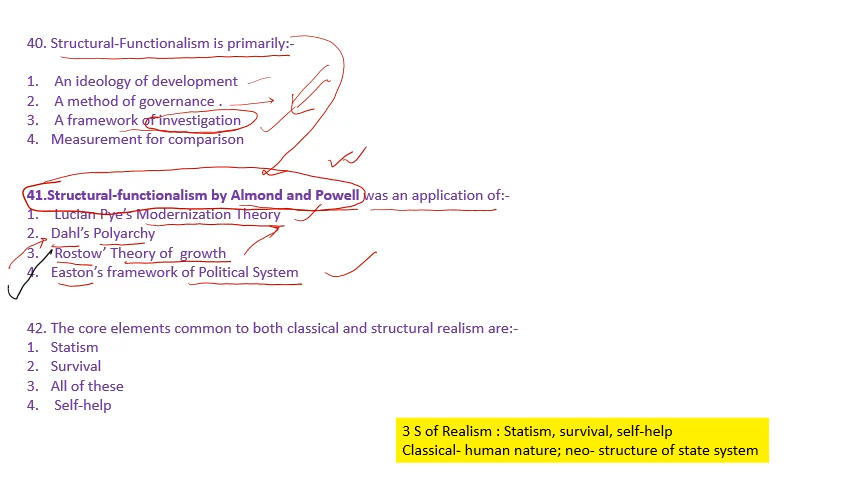 40. Structural-Functionalism is primarily:-
1. An ideology of development
2. A method of governance .
3. A framework of investigation
4. Measurement for comparison
41.Structural-functionalism by Almond and Powell was an application of:-
1. Lucian Pye's Modernization Theory
2. Dahl's Polyarchy
3. Rostow' Theory of growth
4. Easton's framework of Political System
42. The core elements common to both classical and structural realism are:-
1. Statism
2. Survival
3. All of these
4. Self-help
3 S of Realism : Statism, survival, self-help
Classical- human nature; neo- structure of state system